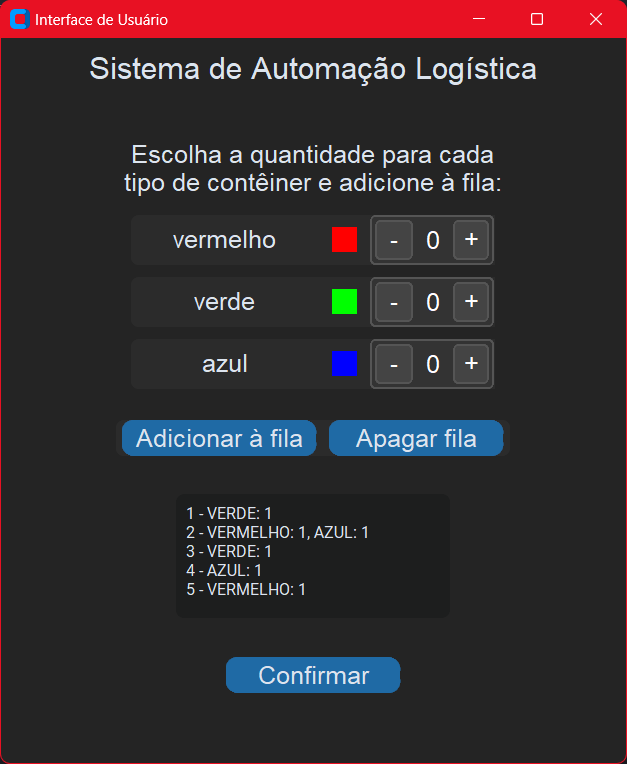 Interface de Usuário
Sistema de Automação Logística
Escolha a quantidade para cada
tipo de contêiner e adicione à fila:
vermelho - 0 +
verde - 0 +
azul - 0 +
Adicionar à fila Apagar fila
1 - VERDE: 1
2 - VERMELHO: 1, AZUL: 1
3 - VERDE: 1
4 - AZUL: 1
5 - VERMELHO: 1
Confirmar